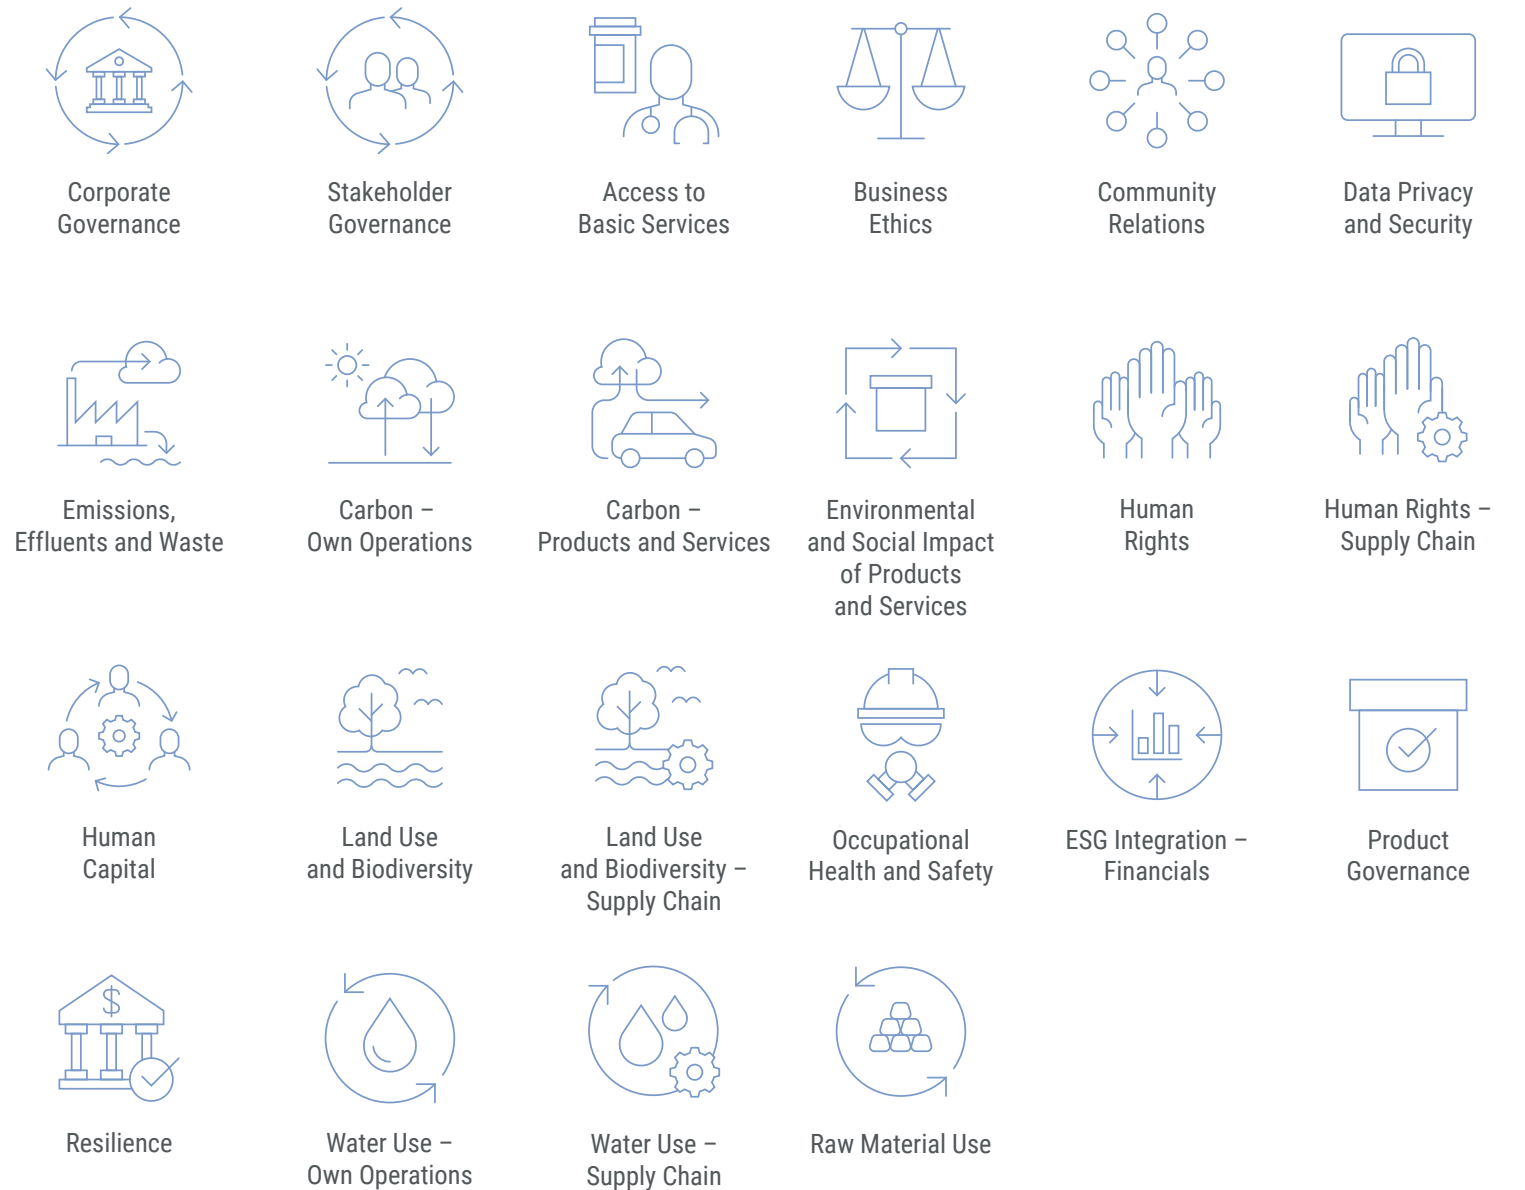 Corporate
Governance
Stakeholder
Governance
Access to
Basic Services
Business
Ethics
Community
Relations
Data Privacy
and Security
Emissions,
Effluents and Waste
Carbon –
Own Operations
Carbon –
Products and Services
Environmental
and Social Impact
of Products
and Services
Human
Rights
Human Rights –
Supply Chain
Human
Capital
Land Use
and Biodiversity
Land Use
and Biodiversity –
Supply Chain
Occupational
Health and Safety
ESG Integration –
Financials
Product
Governance
$
Resilience
Water Use –
Own Operations
Water Use –
Supply Chain
Raw Material Use